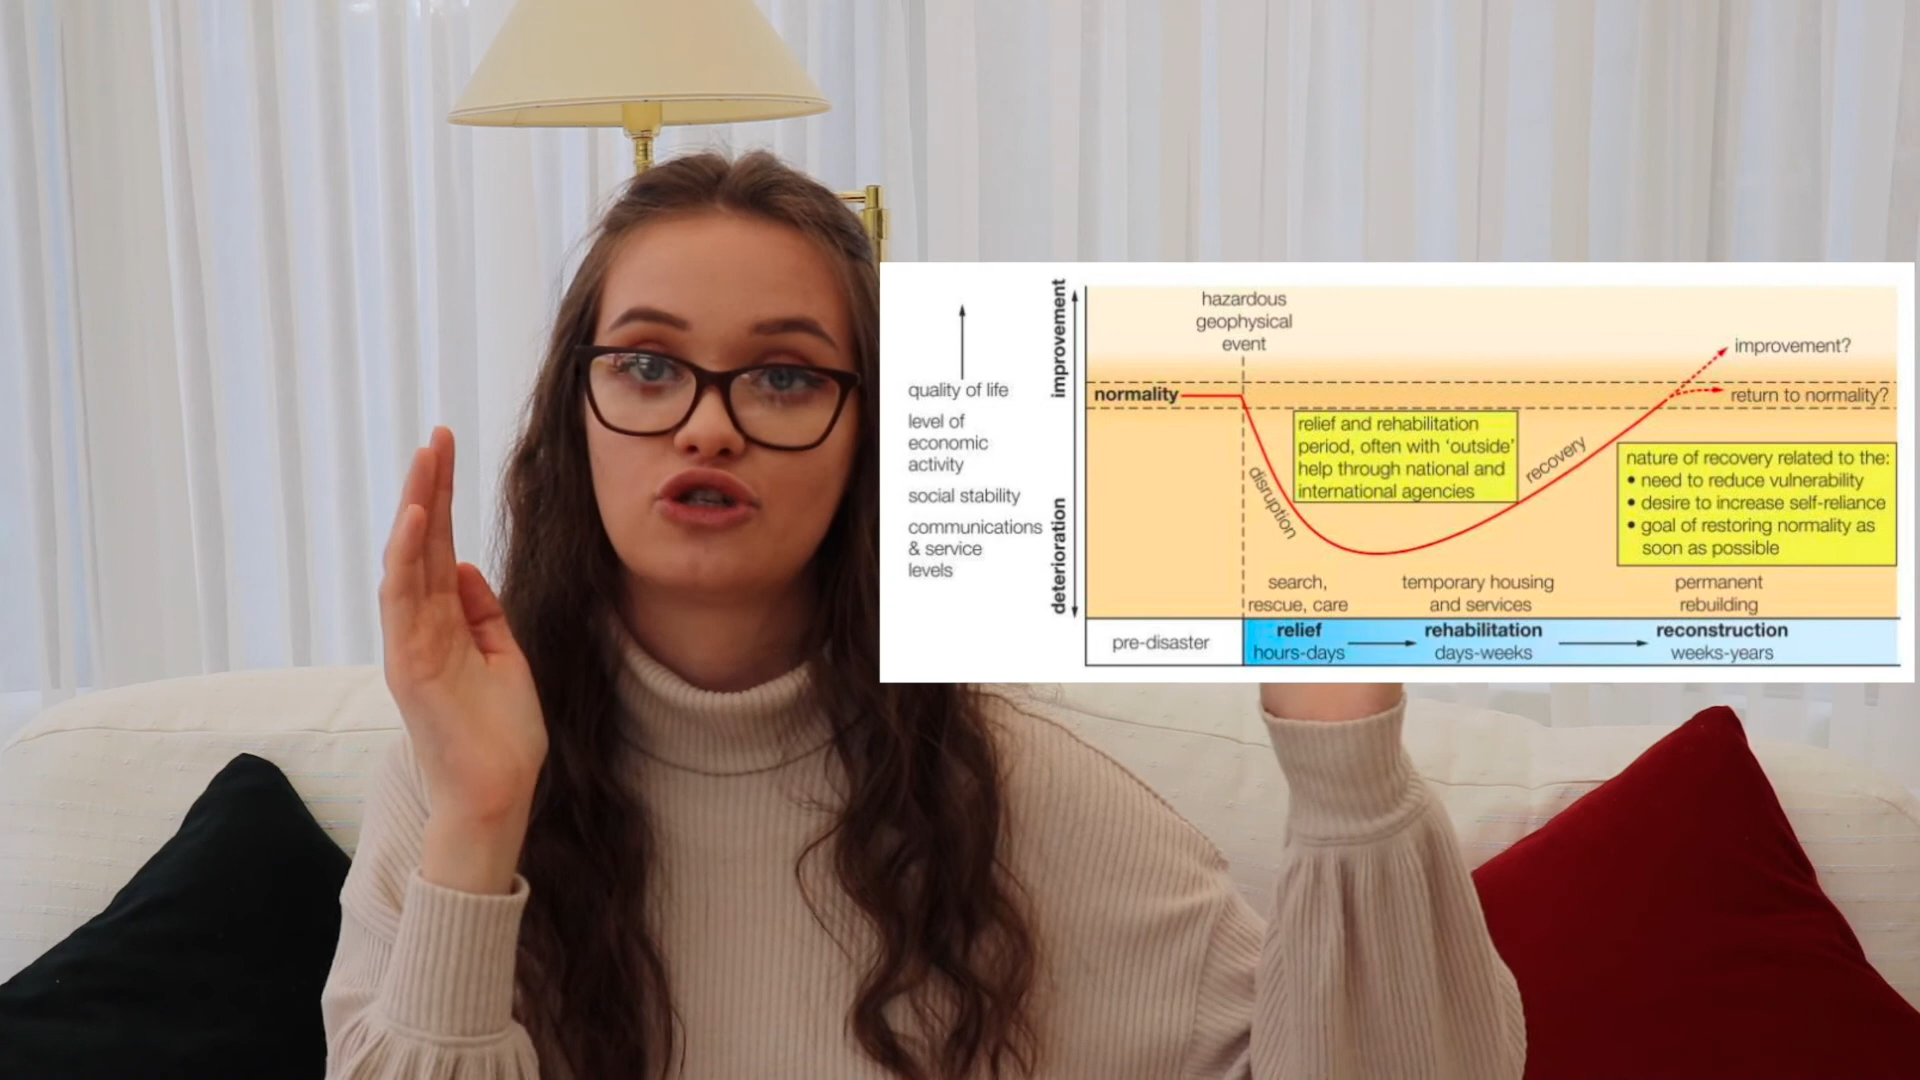 improvement
deterioration
quality of life
level of
economic
activity
social stability
communications
& service
levels
hazardous
geophysical
event
normality
improvement?
return to normality?
disruption
relief and rehabilitation
period, often with ‘outside’
help through national and
international agencies
recovery
nature of recovery related to the:
• need to reduce vulnerability
• desire to increase self-reliance
• goal of restoring normality as
soon as possible
search,
rescue, care
temporary housing
and services
permanent
rebuilding
pre-disaster
relief
hours-days
rehabilitation
days-weeks
reconstruction
weeks-years